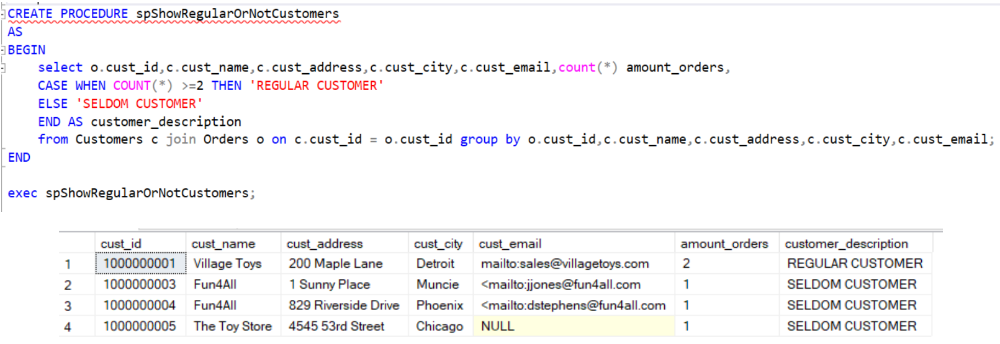 CREATE PROCEDURE spShowRegularOrNotCustomers
AS
BEGIN
select o.cust_id,c.cust_name,c.cust_address,c.cust_city,c.cust_email,count(*) amount_orders,
CASE WHEN COUNT(*) >=2 THEN 'REGULAR CUSTOMER'
ELSE 'SELDOM CUSTOMER'
END AS customer_description
from Customers c join Orders o on c.cust_id = o.cust_id group by o.cust_id,c.cust_name,c.cust_address,c.cust_city,c.cust_email;
END
exec spShowRegularOrNotCustomers;
cust_id cust_name cust_address cust_city cust_email amount_orders customer_description
1 1000000001 Village Toys 200 Maple Lane Detroit mailto:sales@villagetoys.com 2 REGULAR CUSTOMER
2 1000000003 Fun4All 1 Sunny Place Muncie <mailto:jjones@fun4all.com 1 SELDOM CUSTOMER
3 1000000004 Fun4All 829 Riverside Drive Phoenix <mailto:dstephens@fun4all.com 1 SELDOM CUSTOMER
4 1000000005 The Toy Store 4545 53rd Street Chicago NULL 1 SELDOM CUSTOMER